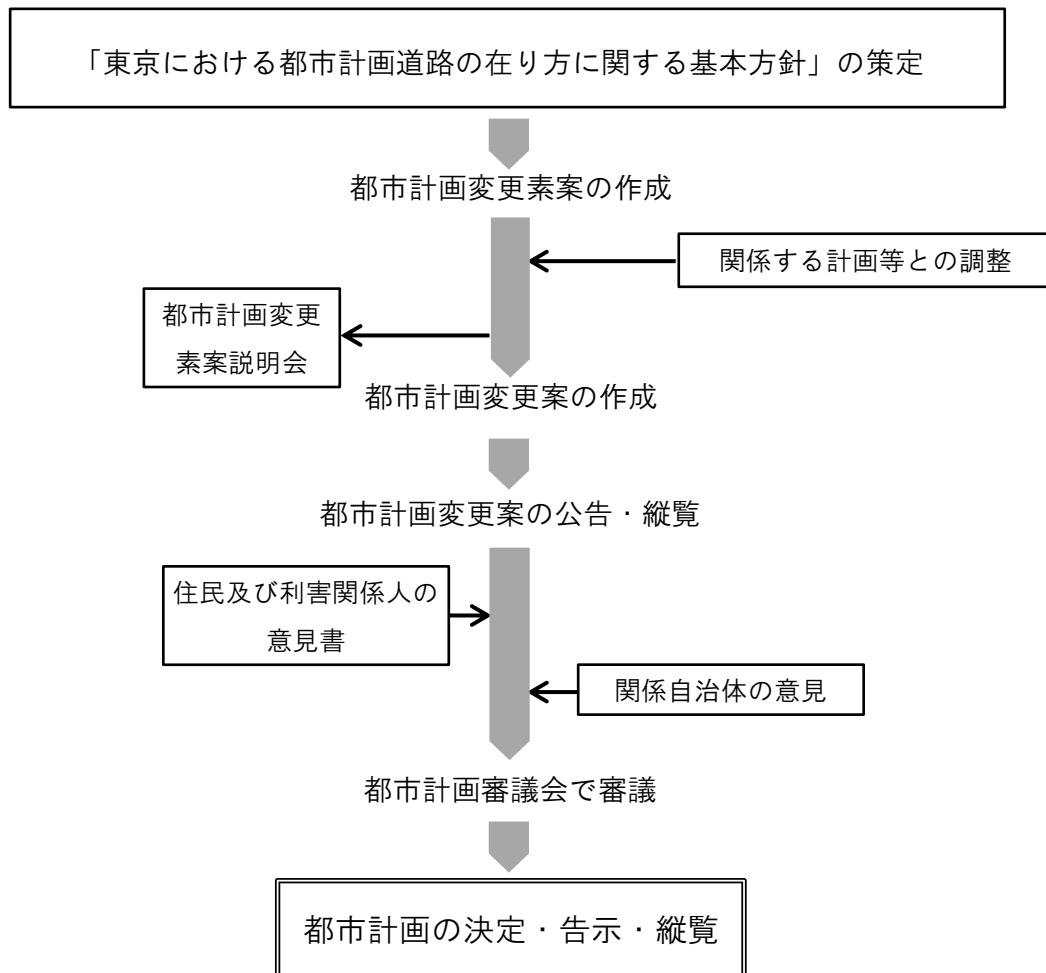 「東京における都市計画道路の在り方に関する基本方針」の策定
都市計画変更素案の作成
関係する計画等との調整
都市計画変更
素案説明会
都市計画変更案の作成
都市計画変更案の公告・縦覧
住民及び利害関係人の
意見書
関係自治体の意見
都市計画審議会で審議
都市計画の決定・告示・縦覧